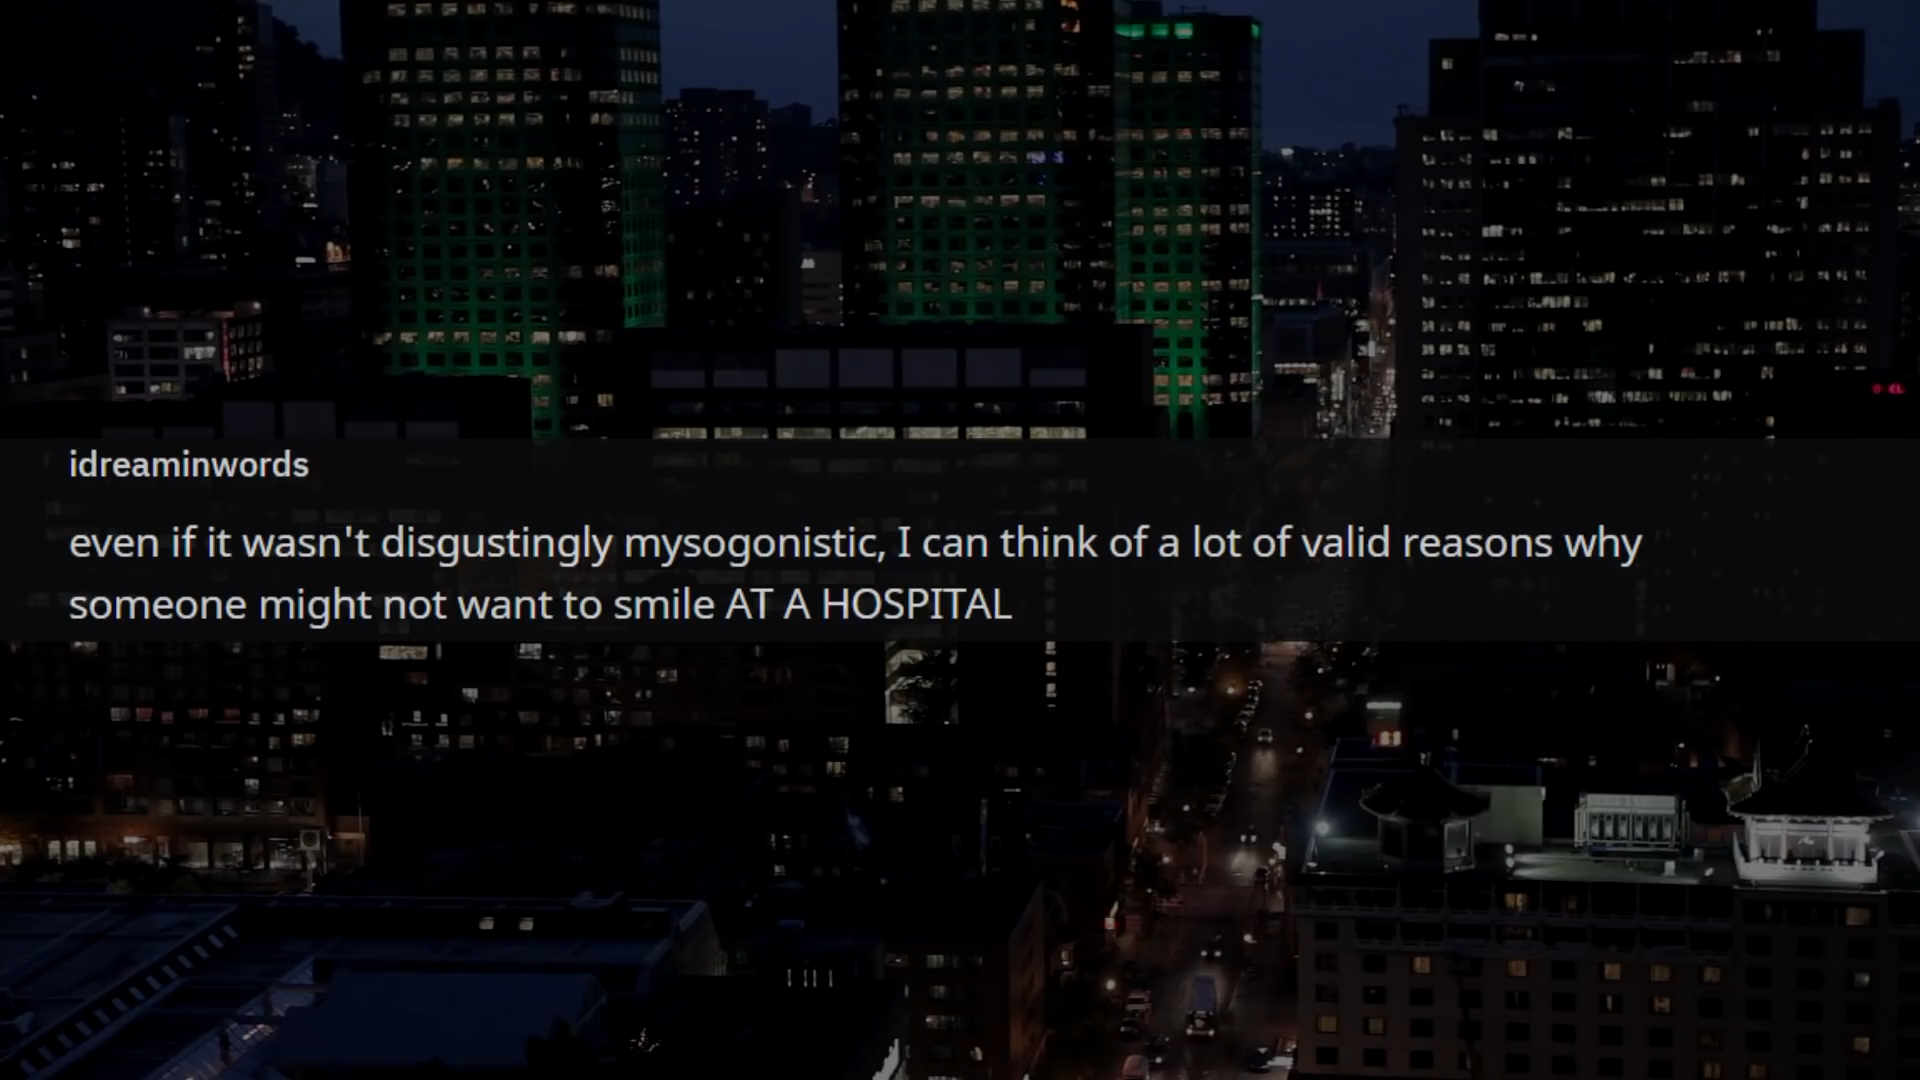 idreaminwords
even if it wasn't disgustingly mysogonistic, I can think of a lot of valid reasons why
someone might not want to smile AT A HOSPITAL